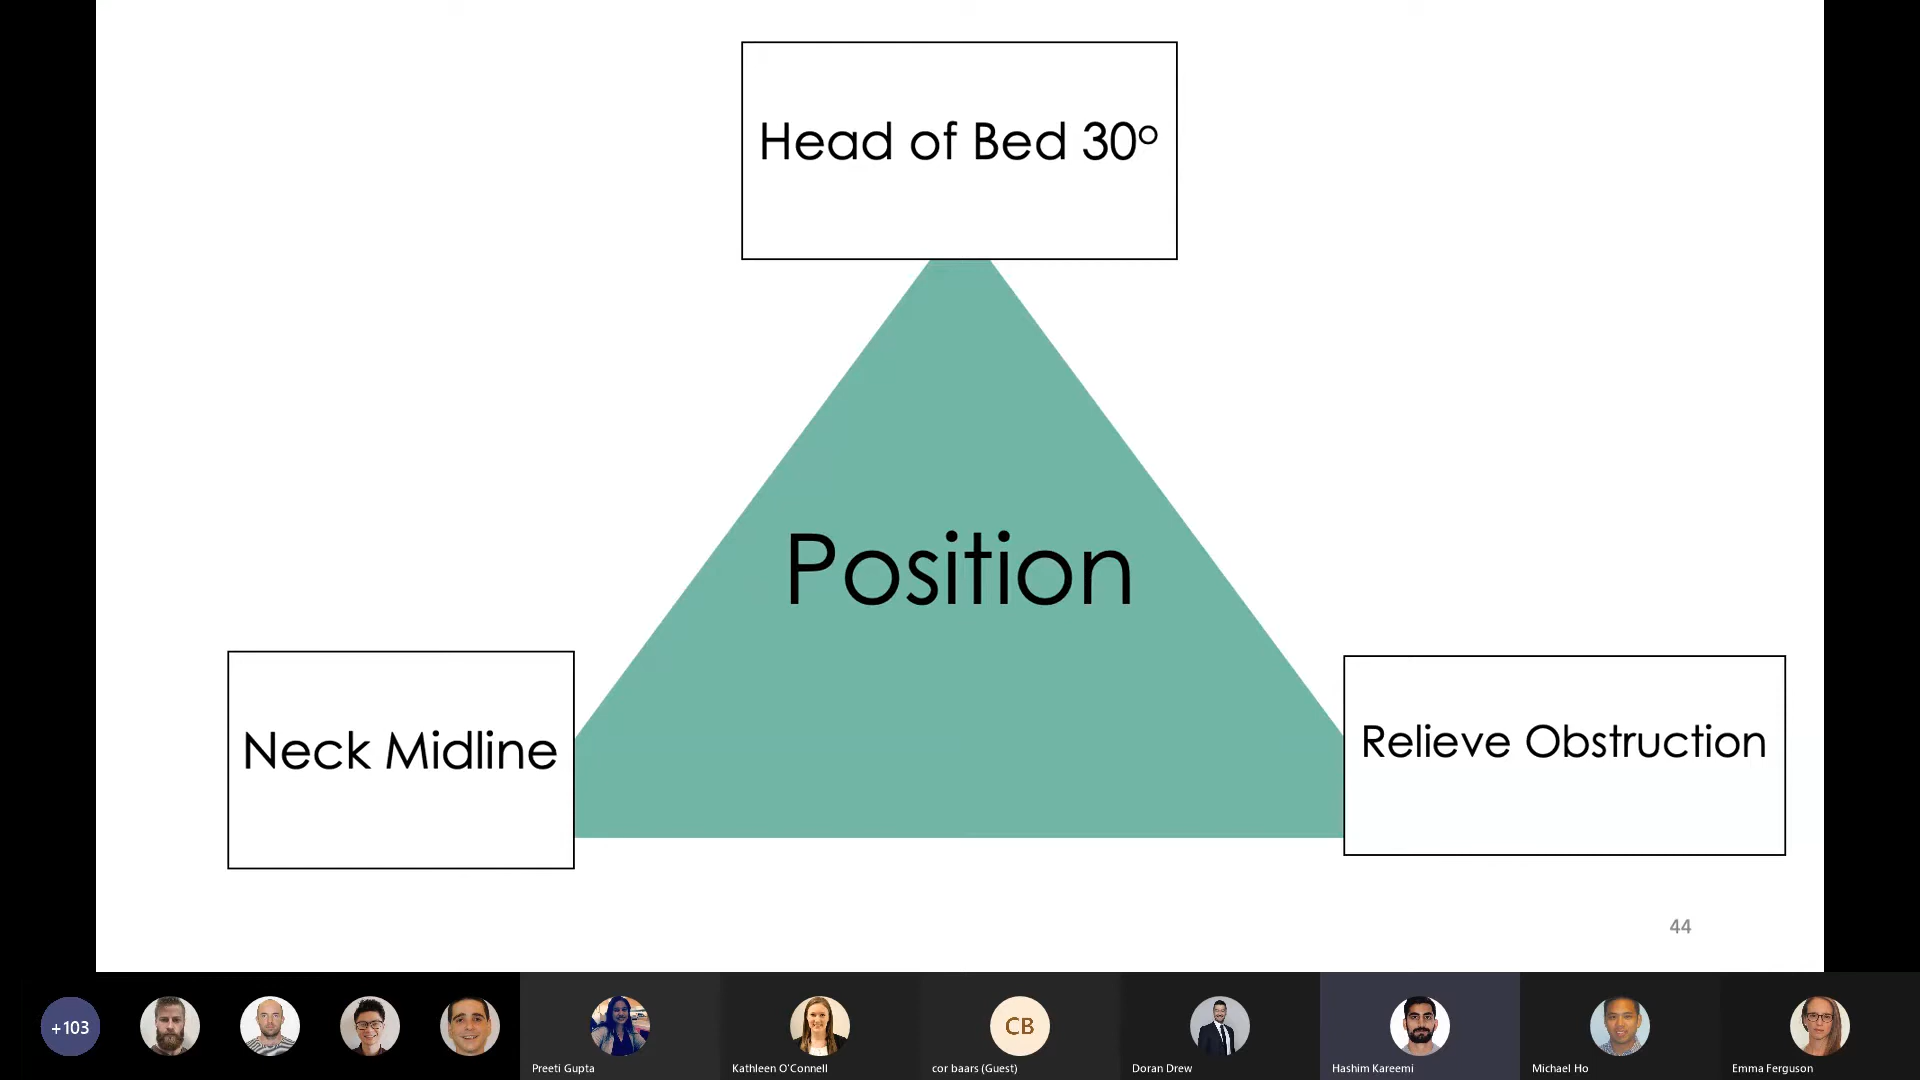 Head of Bed 30º
Position
Neck Midline
Relieve Obstruction
44
+103
CB
Preeti Gupta
Kathleen O'Connell
cor baars (Guest)
Doran Drew
Hashim Kareemi
Michael Ho
Emma Ferguson